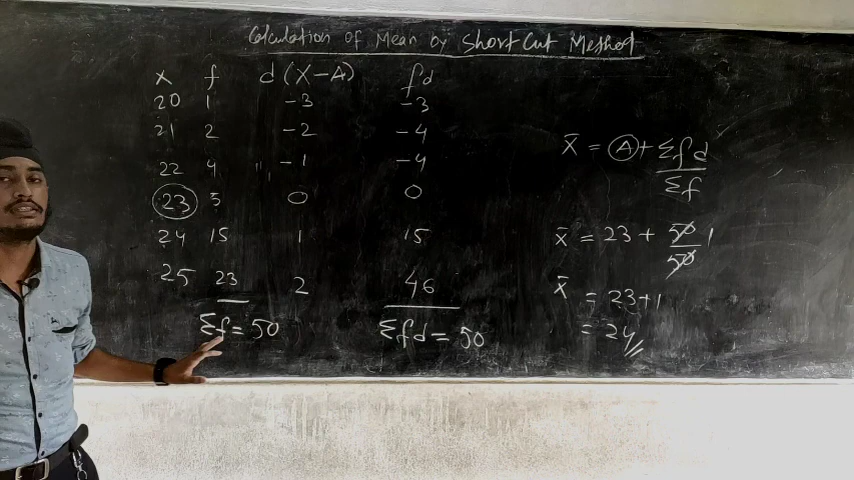 Calculation of Mean by Short Cut Method
x f d (X-A) fd
20 1 -3 -3
21 2 -2 -4
22 4 -1 -4
23 5 0 0
24 15 1 15
25 23 2 46
Σf = 50 Σfd = 50
X̄ = A + Σfd / Σf
X̄ = 23 + 50 / 50 1
X̄ = 23+1
= 24